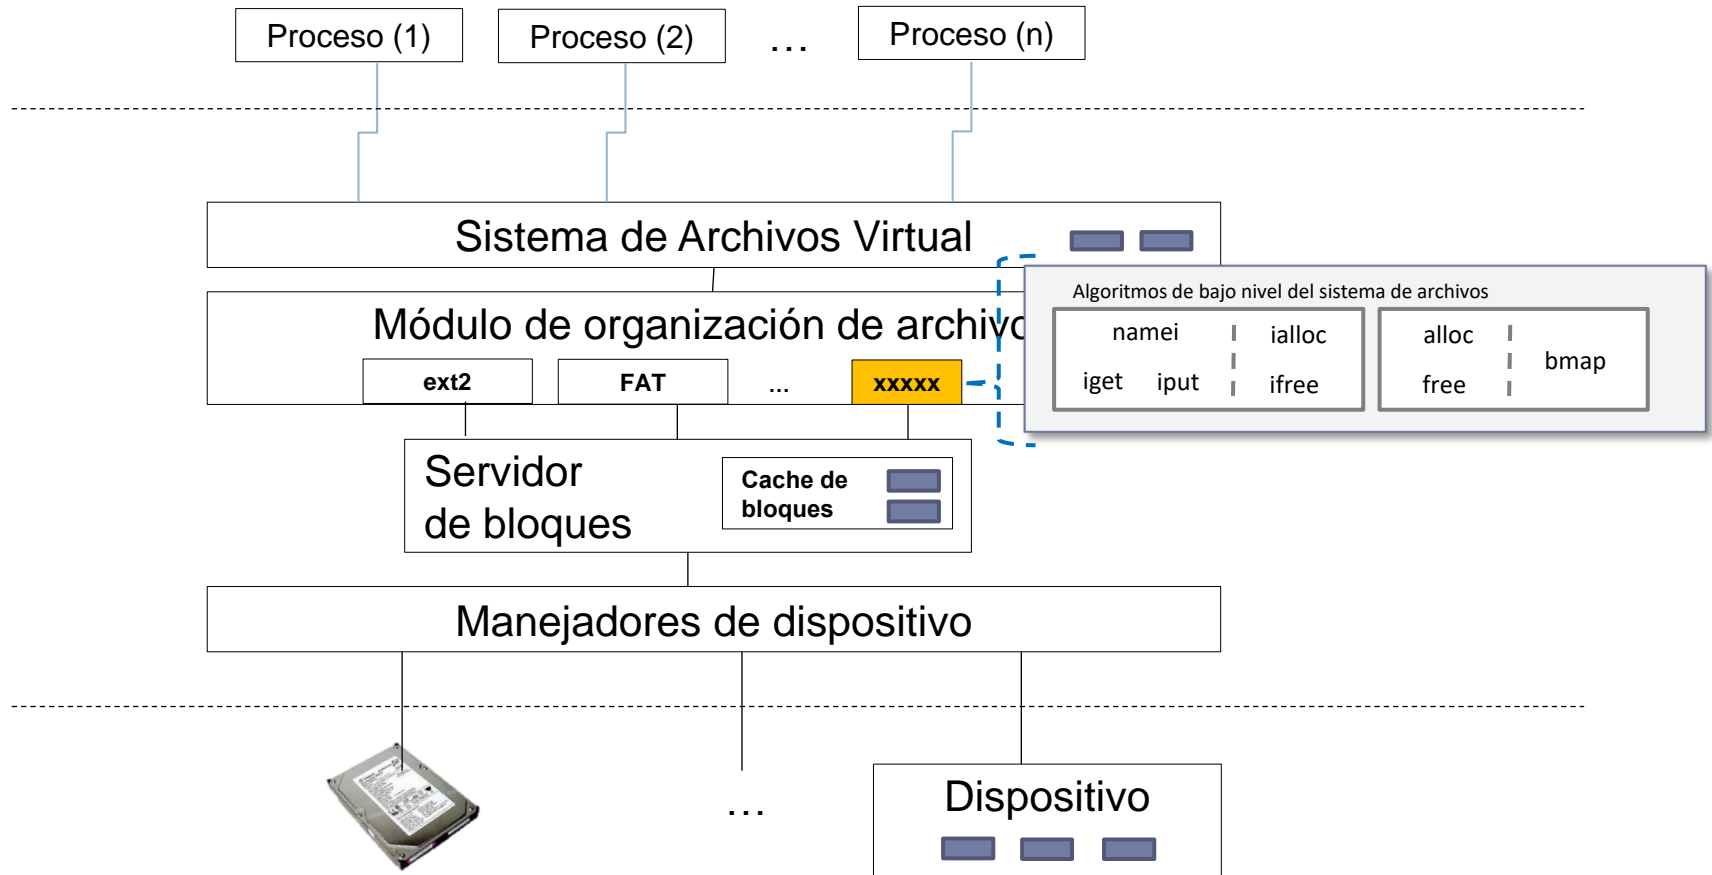 Proceso (1)
Proceso (2)
...
Proceso (n)
Sistema de Archivos Virtual
Módulo de organización de archivo
Algoritmos de bajo nivel del sistema de archivos
namei
ialloc
iget iput
ifree
alloc
free
bmap
ext2
FAT
...
xxxxx
Servidor
de bloques
Cache de
bloques
Manejadores de dispositivo
...
Dispositivo